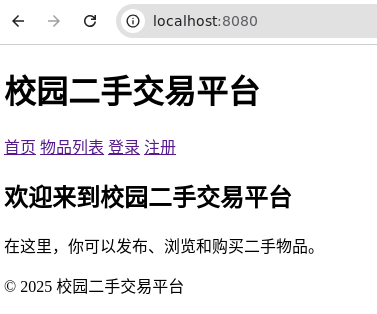 localhost:8080
校园二手交易平台
首页 物品列表 登录 注册
欢迎来到校园二手交易平台
在这里，你可以发布、浏览和购买二手物品。
© 2025 校园二手交易平台